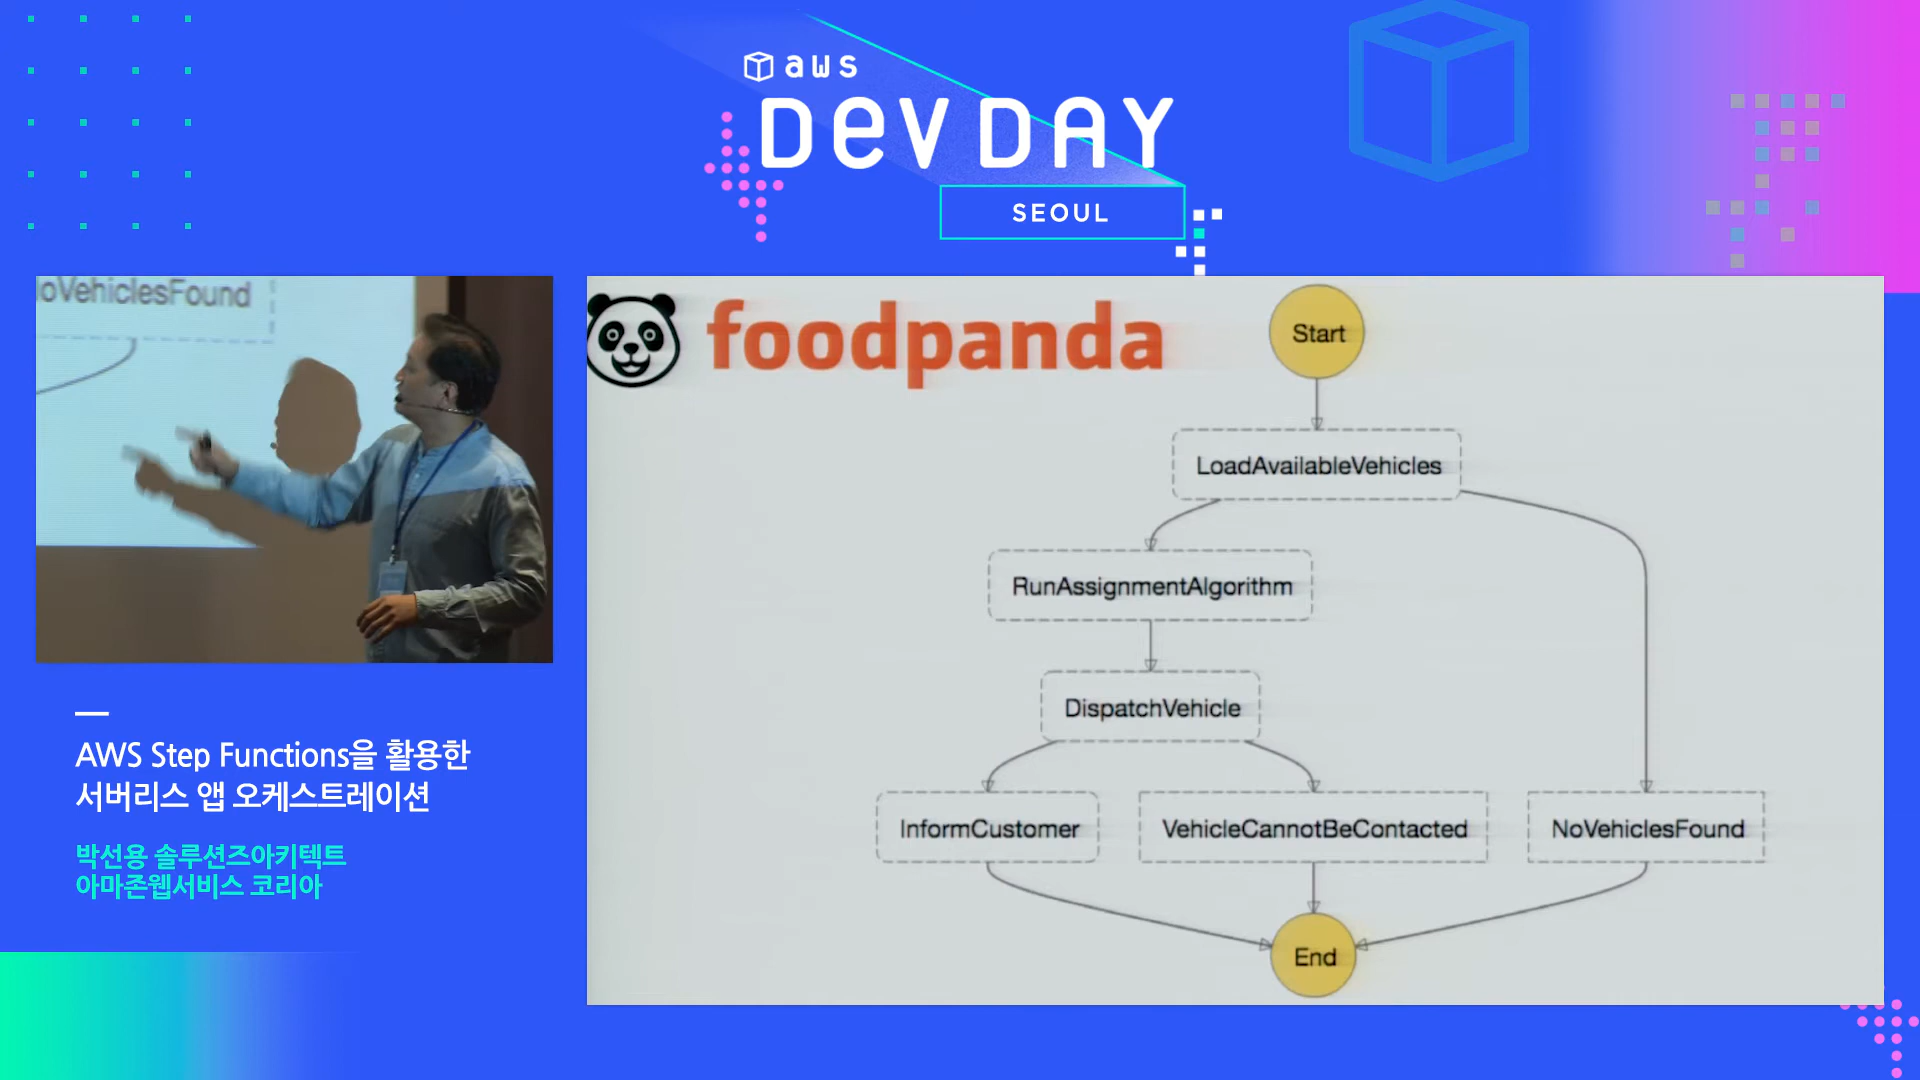 aws
DEV DAY
SEOUL
oVehiclesFound
foodpanda
Start
LoadAvailableVehicles
RunAssignmentAlgorithm
DispatchVehicle
InformCustomer
VehicleCannotBeContacted
NoVehiclesFound
End
AWS Step Functions을 활용한
서버리스 앱 오케스트레이션
박선용 솔루션즈아키텍트
아마존웹서비스 코리아